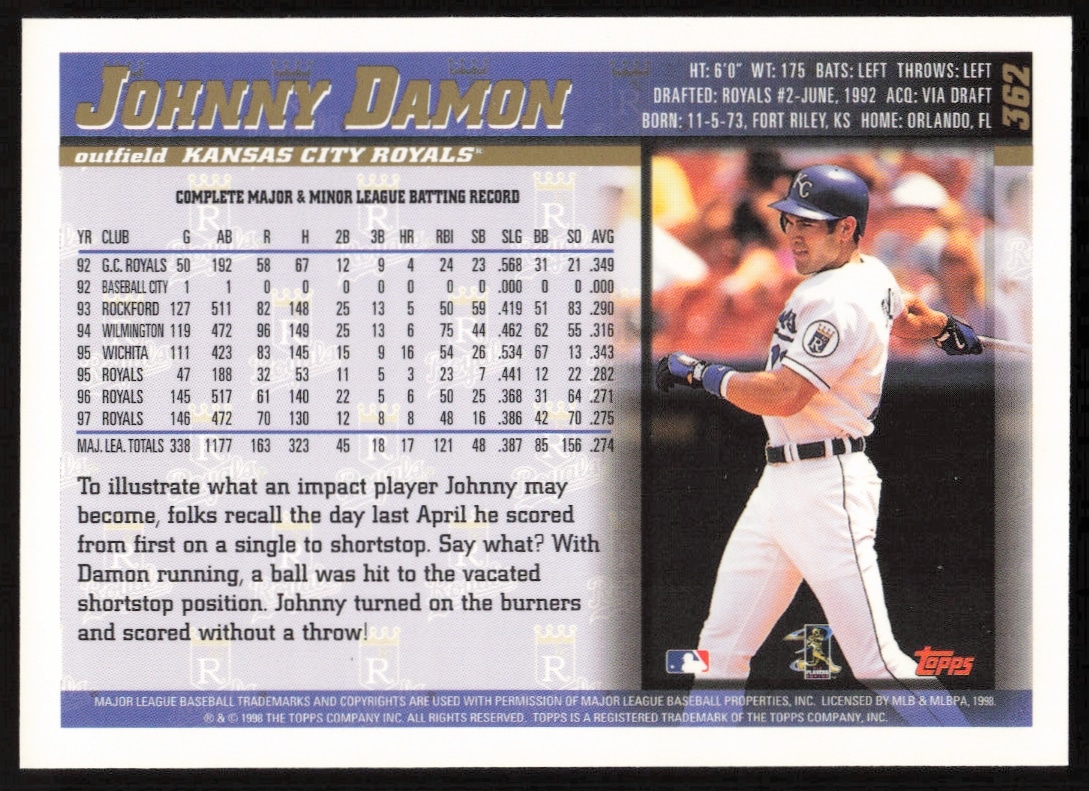 JOHNNY DAMON
HT: 6'0" WT: 175 BATS: LEFT THROWS: LEFT
DRAFTED: ROYALS #2-JUNE, 1992 ACQ: VIA DRAFT
BORN: 11-5-73, FORT RILEY, KS HOME: ORLANDO, FL
362
outfield KANSAS CITY ROYALS
COMPLETE MAJOR & MINOR LEAGUE BATTING RECORD
YR CLUB G AB R H 2B 3B HR RBI SB SLG BB SO AVG
92 G.C. ROYALS 50 192 58 67 12 9 4 24 23 .568 31 21 .349
92 BASEBALL CITY 1 1 0 0 0 0 0 0 0 .000 0 0 .000
93 ROCKFORD 127 511 82 148 25 13 5 50 59 .419 51 83 .290
94 WILMINGTON 119 472 96 149 25 13 6 75 44 .462 62 55 .316
95 WICHITA 111 423 83 145 15 9 16 54 26 .534 67 13 .343
95 ROYALS 47 188 32 53 11 5 3 23 7 .441 12 22 .282
96 ROYALS 145 517 61 140 22 5 6 50 25 .368 31 64 .271
97 ROYALS 146 472 70 130 12 8 8 48 16 .386 42 70 .275
MAJ. LEA. TOTALS 338 1177 163 323 45 18 17 121 48 .387 85 156 .274
To illustrate what an impact player Johnny may
become, folks recall the day last April he scored
from first on a single to shortstop. Say what? With
Damon running, a ball was hit to the vacated
shortstop position. Johnny turned on the burners
and scored without a throw!
KC
R
PLAYERS
TOPPS
MAJOR LEAGUE BASEBALL TRADEMARKS AND COPYRIGHTS ARE USED WITH PERMISSION OF MAJOR LEAGUE BASEBALL PROPERTIES, INC. LICENSED BY MLB & MLBPA, 1998.
® & © 1998 THE TOPPS COMPANY INC. ALL RIGHTS RESERVED. TOPPS IS A REGISTERED TRADEMARK OF THE TOPPS COMPANY, INC.